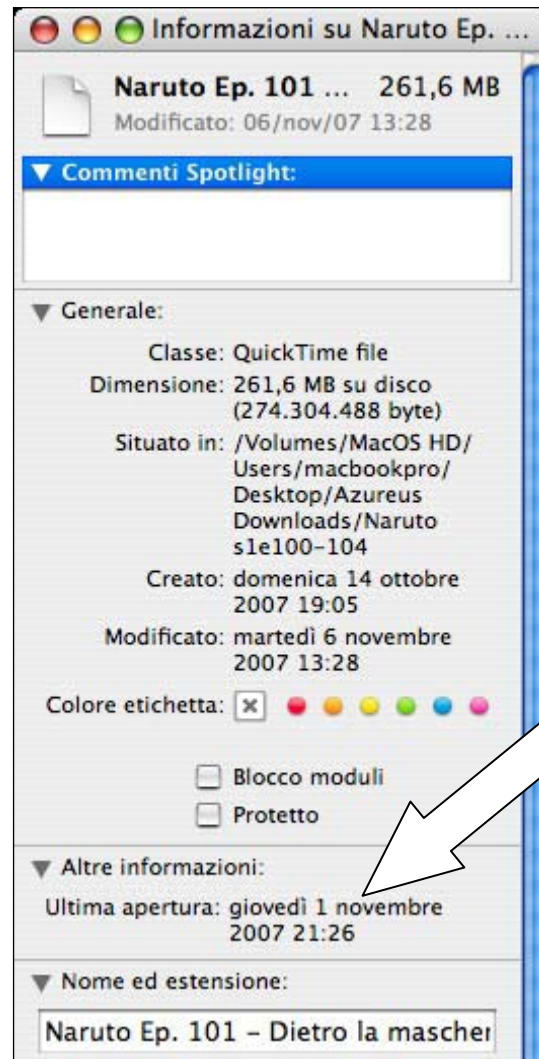 Informazioni su Naruto Ep. ...
Naruto Ep. 101 ... 261,6 MB
Modificato: 06/nov/07 13:28
Commenti Spotlight:
Generale:
Classe: QuickTime file
Dimensione: 261,6 MB su disco
(274.304.488 byte)
Situato in: /Volumes/MacOS HD/
Users/macbookpro/
Desktop/Azureus
Downloads/Naruto
s1e100-104
Creato: domenica 14 ottobre
2007 19:05
Modificato: martedì 6 novembre
2007 13:28
Colore etichetta:
Blocco moduli
Protetto
Altre informazioni:
Ultima apertura: giovedì 1 novembre
2007 21:26
Nome ed estensione:
Naruto Ep. 101 – Dietro la mascher